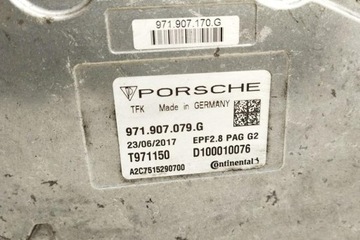 971.907.170.G
PORSCHE
TFK Made in GERMANY
971.907.079.G
23/06/2017 EPF2.8 PAG G2
T971150 D100010076
A2C7515290700 Continental